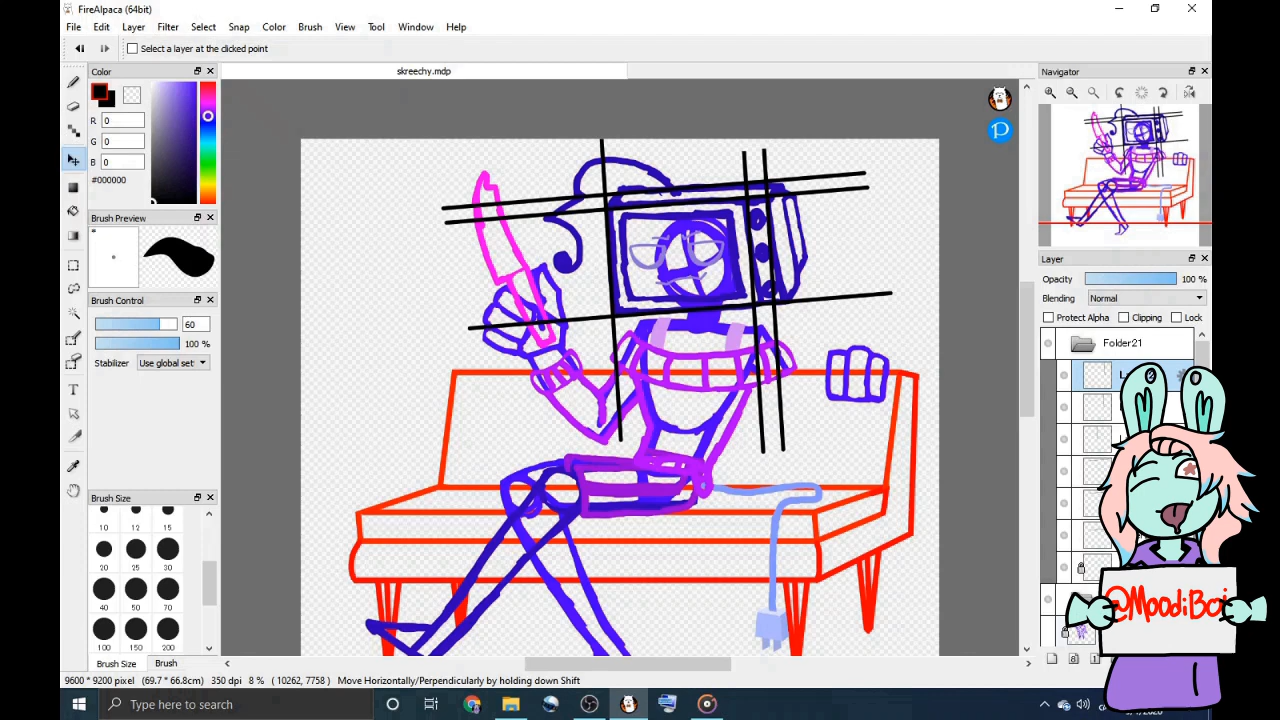 FireAlpaca (64bit)
File Edit Layer Filter Select Snap Color Brush View Tool Window Help
Select a layer at the clicked point
Color
skreechy.mdp
Navigator
R 0
G 0
B 0
#000000
Brush Preview
Brush Control
60
100 %
Stabilizer Use global set
Layer
Opacity 100 %
Blending Normal
Protect Alpha Clipping Lock
Folder21
Brush Size
10 12 15
20 25 30
40 50 70
100 150 200
Brush Size Brush
@MoodiBoi
9600 * 9200 pixel (69.7 * 66.8cm) 350 dpi 8 % (10262, 7758) Move Horizontally/Perpendicularly by holding down Shift
Type here to search